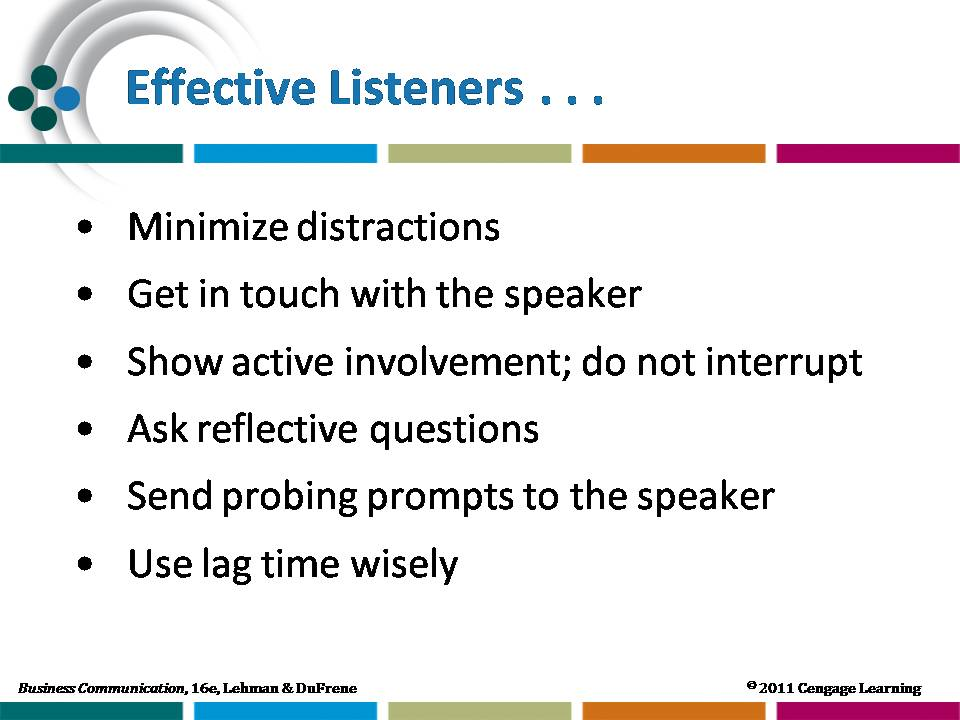 Effective Listeners . . .
• Minimize distractions
• Get in touch with the speaker
• Show active involvement; do not interrupt
• Ask reflective questions
• Send probing prompts to the speaker
• Use lag time wisely
Business Communication, 16e, Lehman & DuFrene
© 2011 Cengage Learning